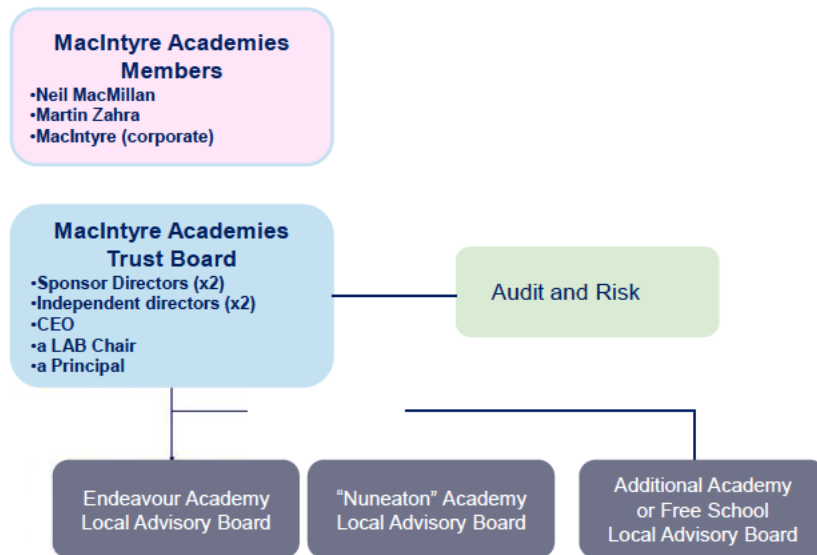 MacIntyre Academies
Members
•Neil MacMillan
•Martin Zahra
•MacIntyre (corporate)
MacIntyre Academies
Trust Board
•Sponsor Directors (x2)
•Independent directors (x2)
•CEO
•a LAB Chair
•a Principal
Audit and Risk
Endeavour Academy
Local Advisory Board
“Nuneaton” Academy
Local Advisory Board
Additional Academy
or Free School
Local Advisory Board